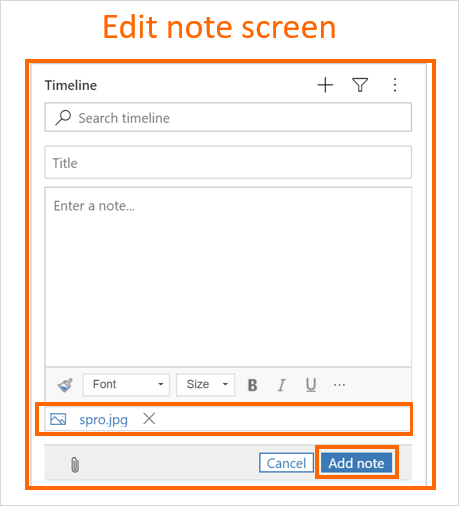 Edit note screen
Timeline
Search timeline
Title
Enter a note...
Font Size B I U ...
spro.jpg
Cancel Add note